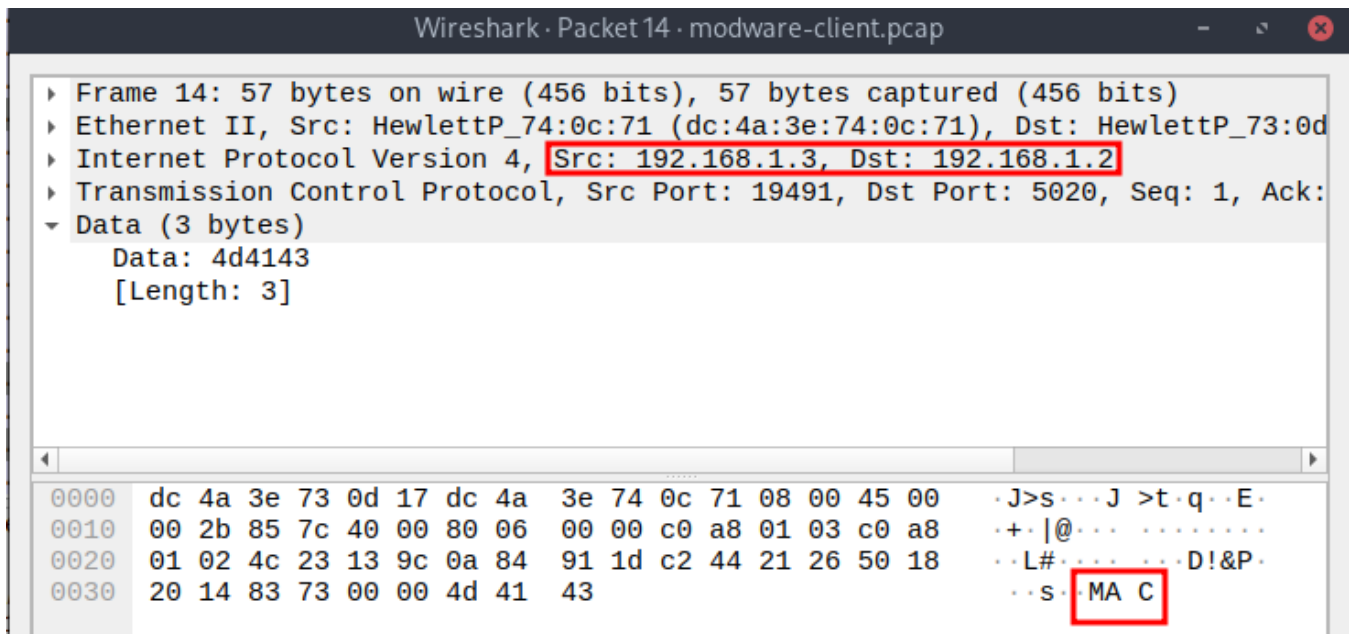 Wireshark · Packet 14 · modware-client.pcap
Frame 14: 57 bytes on wire (456 bits), 57 bytes captured (456 bits)
Ethernet II, Src: HewlettP_74:0c:71 (dc:4a:3e:74:0c:71), Dst: HewlettP_73:0d
Internet Protocol Version 4, Src: 192.168.1.3, Dst: 192.168.1.2
Transmission Control Protocol, Src Port: 19491, Dst Port: 5020, Seq: 1, Ack:
Data (3 bytes)
Data: 4d4143
[Length: 3]
0000 dc 4a 3e 73 0d 17 dc 4a 3e 74 0c 71 08 00 45 00 ·J>s···J >t·q··E·
0010 00 2b 85 7c 40 00 80 06 00 00 c0 a8 01 03 c0 a8 ·+·|@··· ········
0020 01 02 4c 23 13 9c 0a 84 91 1d c2 44 21 26 50 18 ··L#···· ···D!&P·
0030 20 14 83 73 00 00 4d 41 43 ··s··MA C